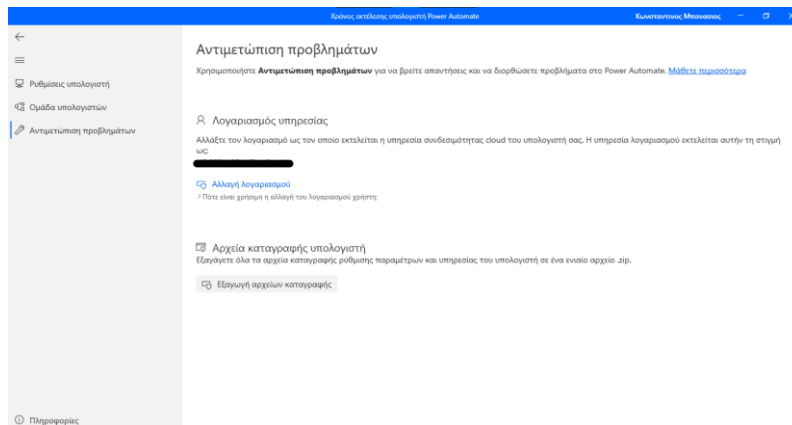 Χρόνος εκτέλεσης υπολογιστή Power Automate
Κωνσταντινος Μπανασιος
Ρυθμίσεις υπολογιστή
Ομάδα υπολογιστών
Αντιμετώπιση προβλημάτων
Πληροφορίες
Αντιμετώπιση προβλημάτων
Χρησιμοποιήστε Αντιμετώπιση προβλημάτων για να βρείτε απαντήσεις και να διορθώσετε προβλήματα στο Power Automate. Μάθετε περισσότερα
Λογαριασμός υπηρεσίας
Αλλάξτε τον λογαριασμό ως τον οποίο εκτελείται η υπηρεσία συνδεσιμότητας cloud του υπολογιστή σας. Η υπηρεσία λογαριασμού εκτελείται αυτήν τη στιγμή
ως:
Αλλαγή λογαριασμού
Πότε είναι χρήσιμη η αλλαγή του λογαριασμού χρήστη;
Αρχεία καταγραφής υπολογιστή
Εξαγάγετε όλα τα αρχεία καταγραφής ρύθμισης παραμέτρων και υπηρεσίας του υπολογιστή σε ένα ενιαίο αρχείο .zip.
Εξαγωγή αρχείων καταγραφής